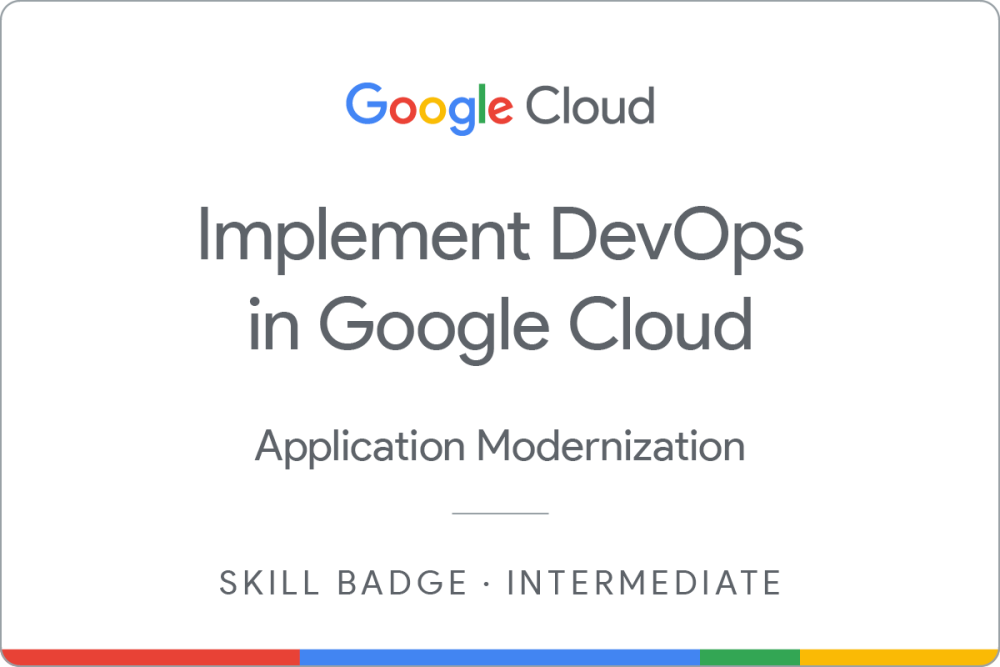 Google Cloud
Implement DevOps
in Google Cloud
Application Modernization
SKILL BADGE · INTERMEDIATE